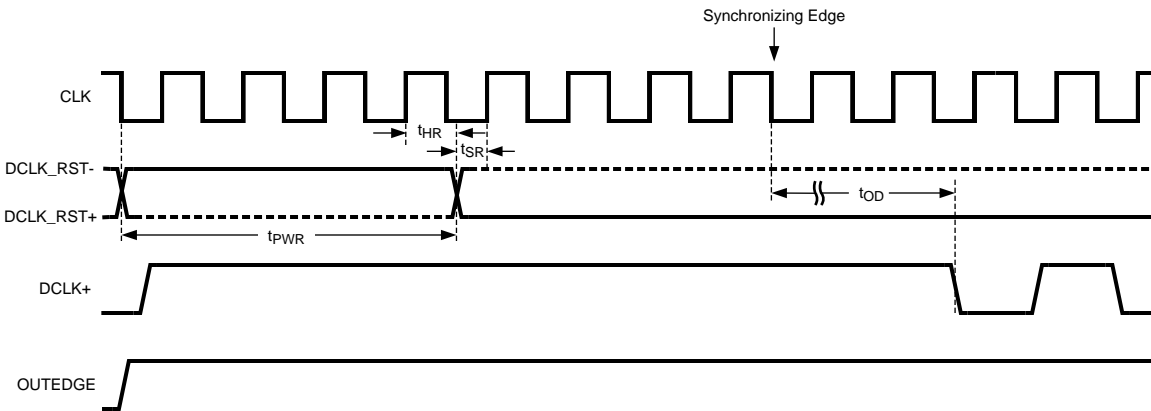 Synchronizing Edge
CLK
tHR
tSR
DCLK_RST-
tOD
DCLK_RST+
tPWR
DCLK+
OUTEDGE